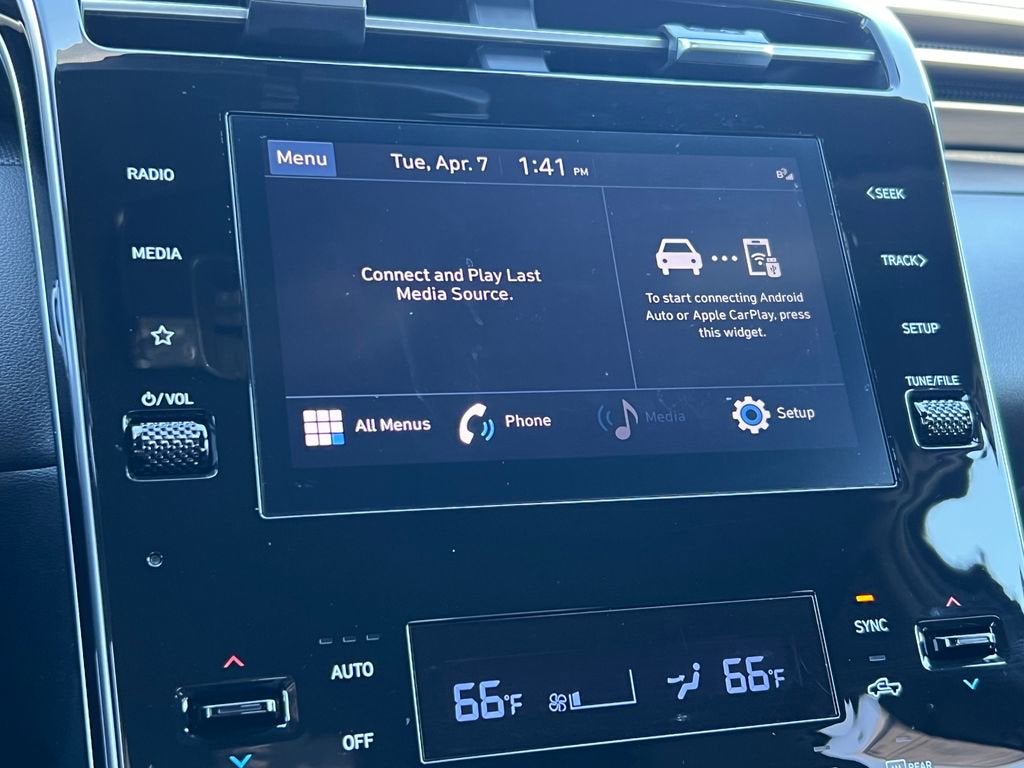 RADIO
MEDIA
⏻/VOL
Menu
Tue, Apr. 7
1:41 PM
B
Connect and Play Last
Media Source.
To start connecting Android
Auto or Apple CarPlay, press
this widget.
All Menus
Phone
Media
Setup
<SEEK
TRACK>
SETUP
TUNE/FILE
AUTO
OFF
66°F
66°F
SYNC
REAR